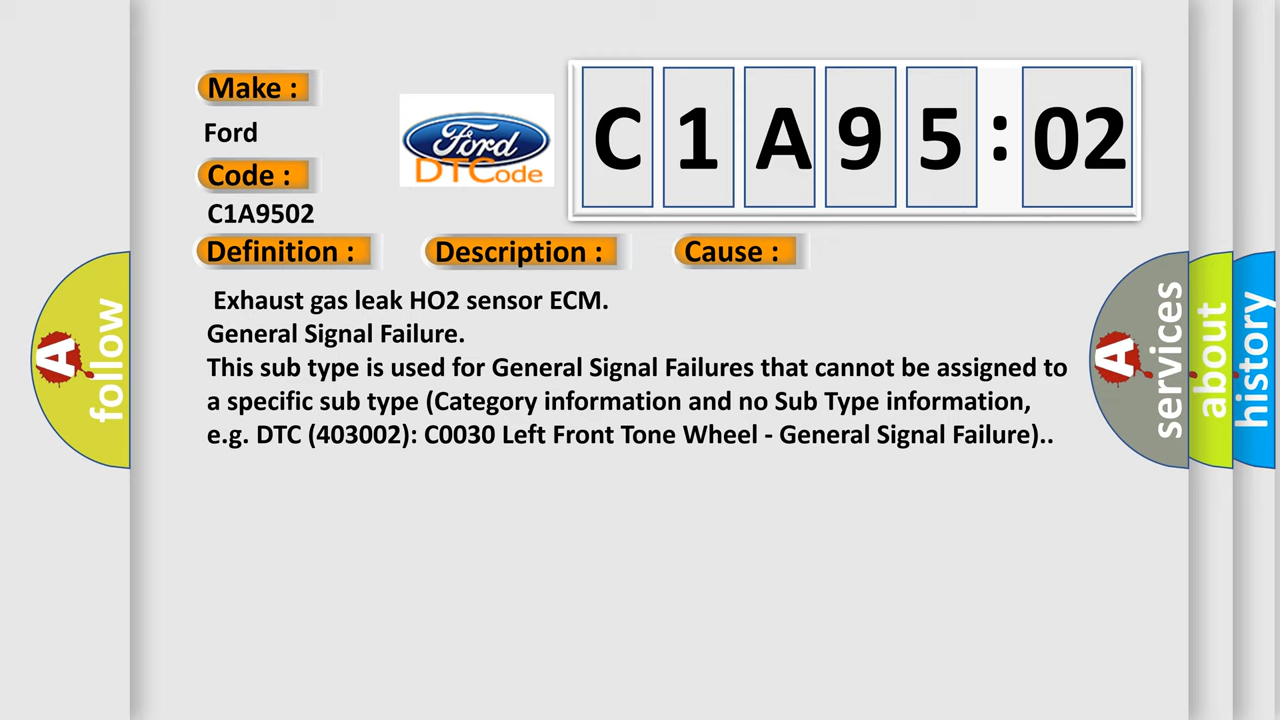 Make :
Ford
Code :
C1A9502
Ford
DTCode
C1A95:02
Definition :
Description :
Cause :
Exhaust gas leak HO2 sensor ECM.
General Signal Failure.
This sub type is used for General Signal Failures that cannot be assigned to
a specific sub type (Category information and no Sub Type information,
e.g. DTC (403002): C0030 Left Front Tone Wheel - General Signal Failure)..
A follow
A services
about
history